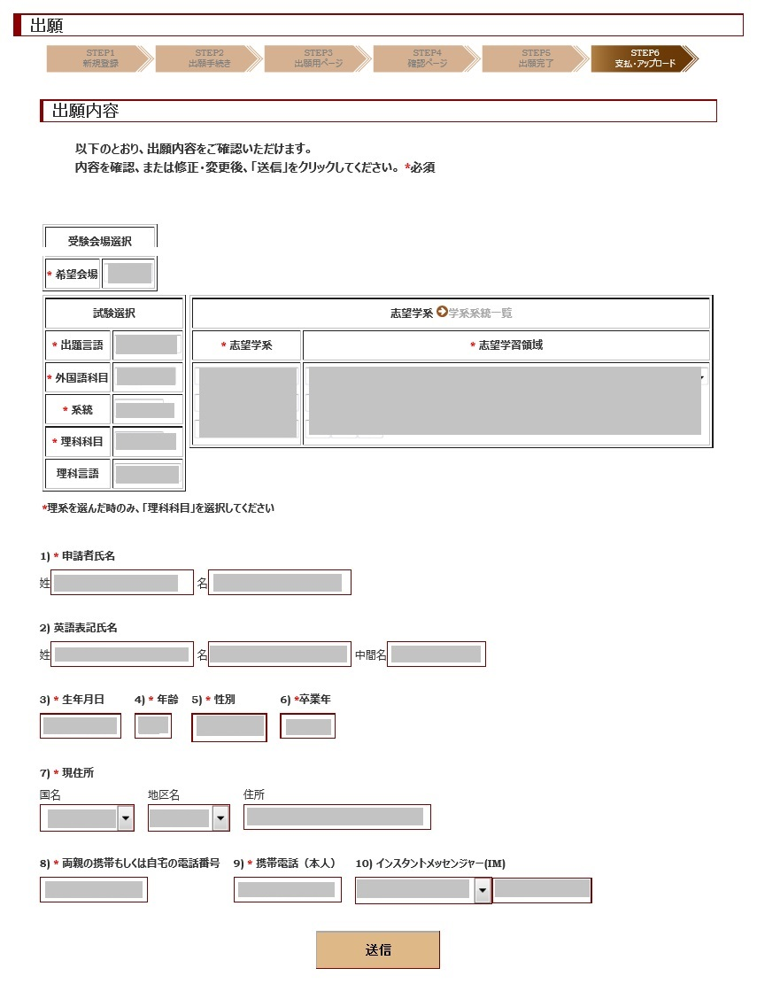 出願
STEP1 STEP2 STEP3 STEP4 STEP5 STEP6
新規登録 出願手続き 出願用ページ 確認ページ 出願完了 支払・アップロード
出願内容
以下のとおり、出願内容をご確認いただけます。
内容を確認、または修正・変更後、「送信」をクリックしてください。 *必須
受験会場選択
* 希望会場
試験選択
* 出題言語
* 外国語科目
* 系統
* 理科科目
理科言語
志望学系 学系系統一覧
* 志望学系 * 志望学習領域
*理系を選んだ時のみ、「理科科目」を選択してください
1) * 申請者氏名
姓 名
2) 英語表記氏名
姓 名 中間名
3) * 生年月日 4) * 年齢 5) * 性別 6) *卒業年
7) * 現住所
国名 地区名 住所
8) * 両親の携帯もしくは自宅の電話番号 9) * 携帯電話（本人） 10) インスタントメッセンジャー(IM)
送信